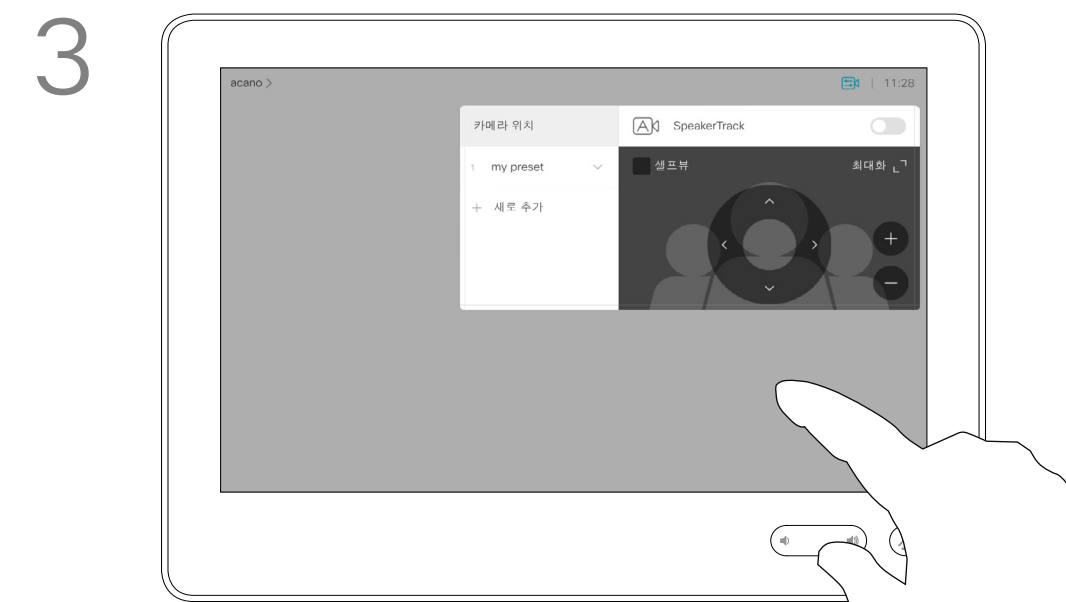 3
acano >
11:28
카메라 위치
SpeakerTrack
1 my preset
셀프뷰
최대화
+ 새로 추가